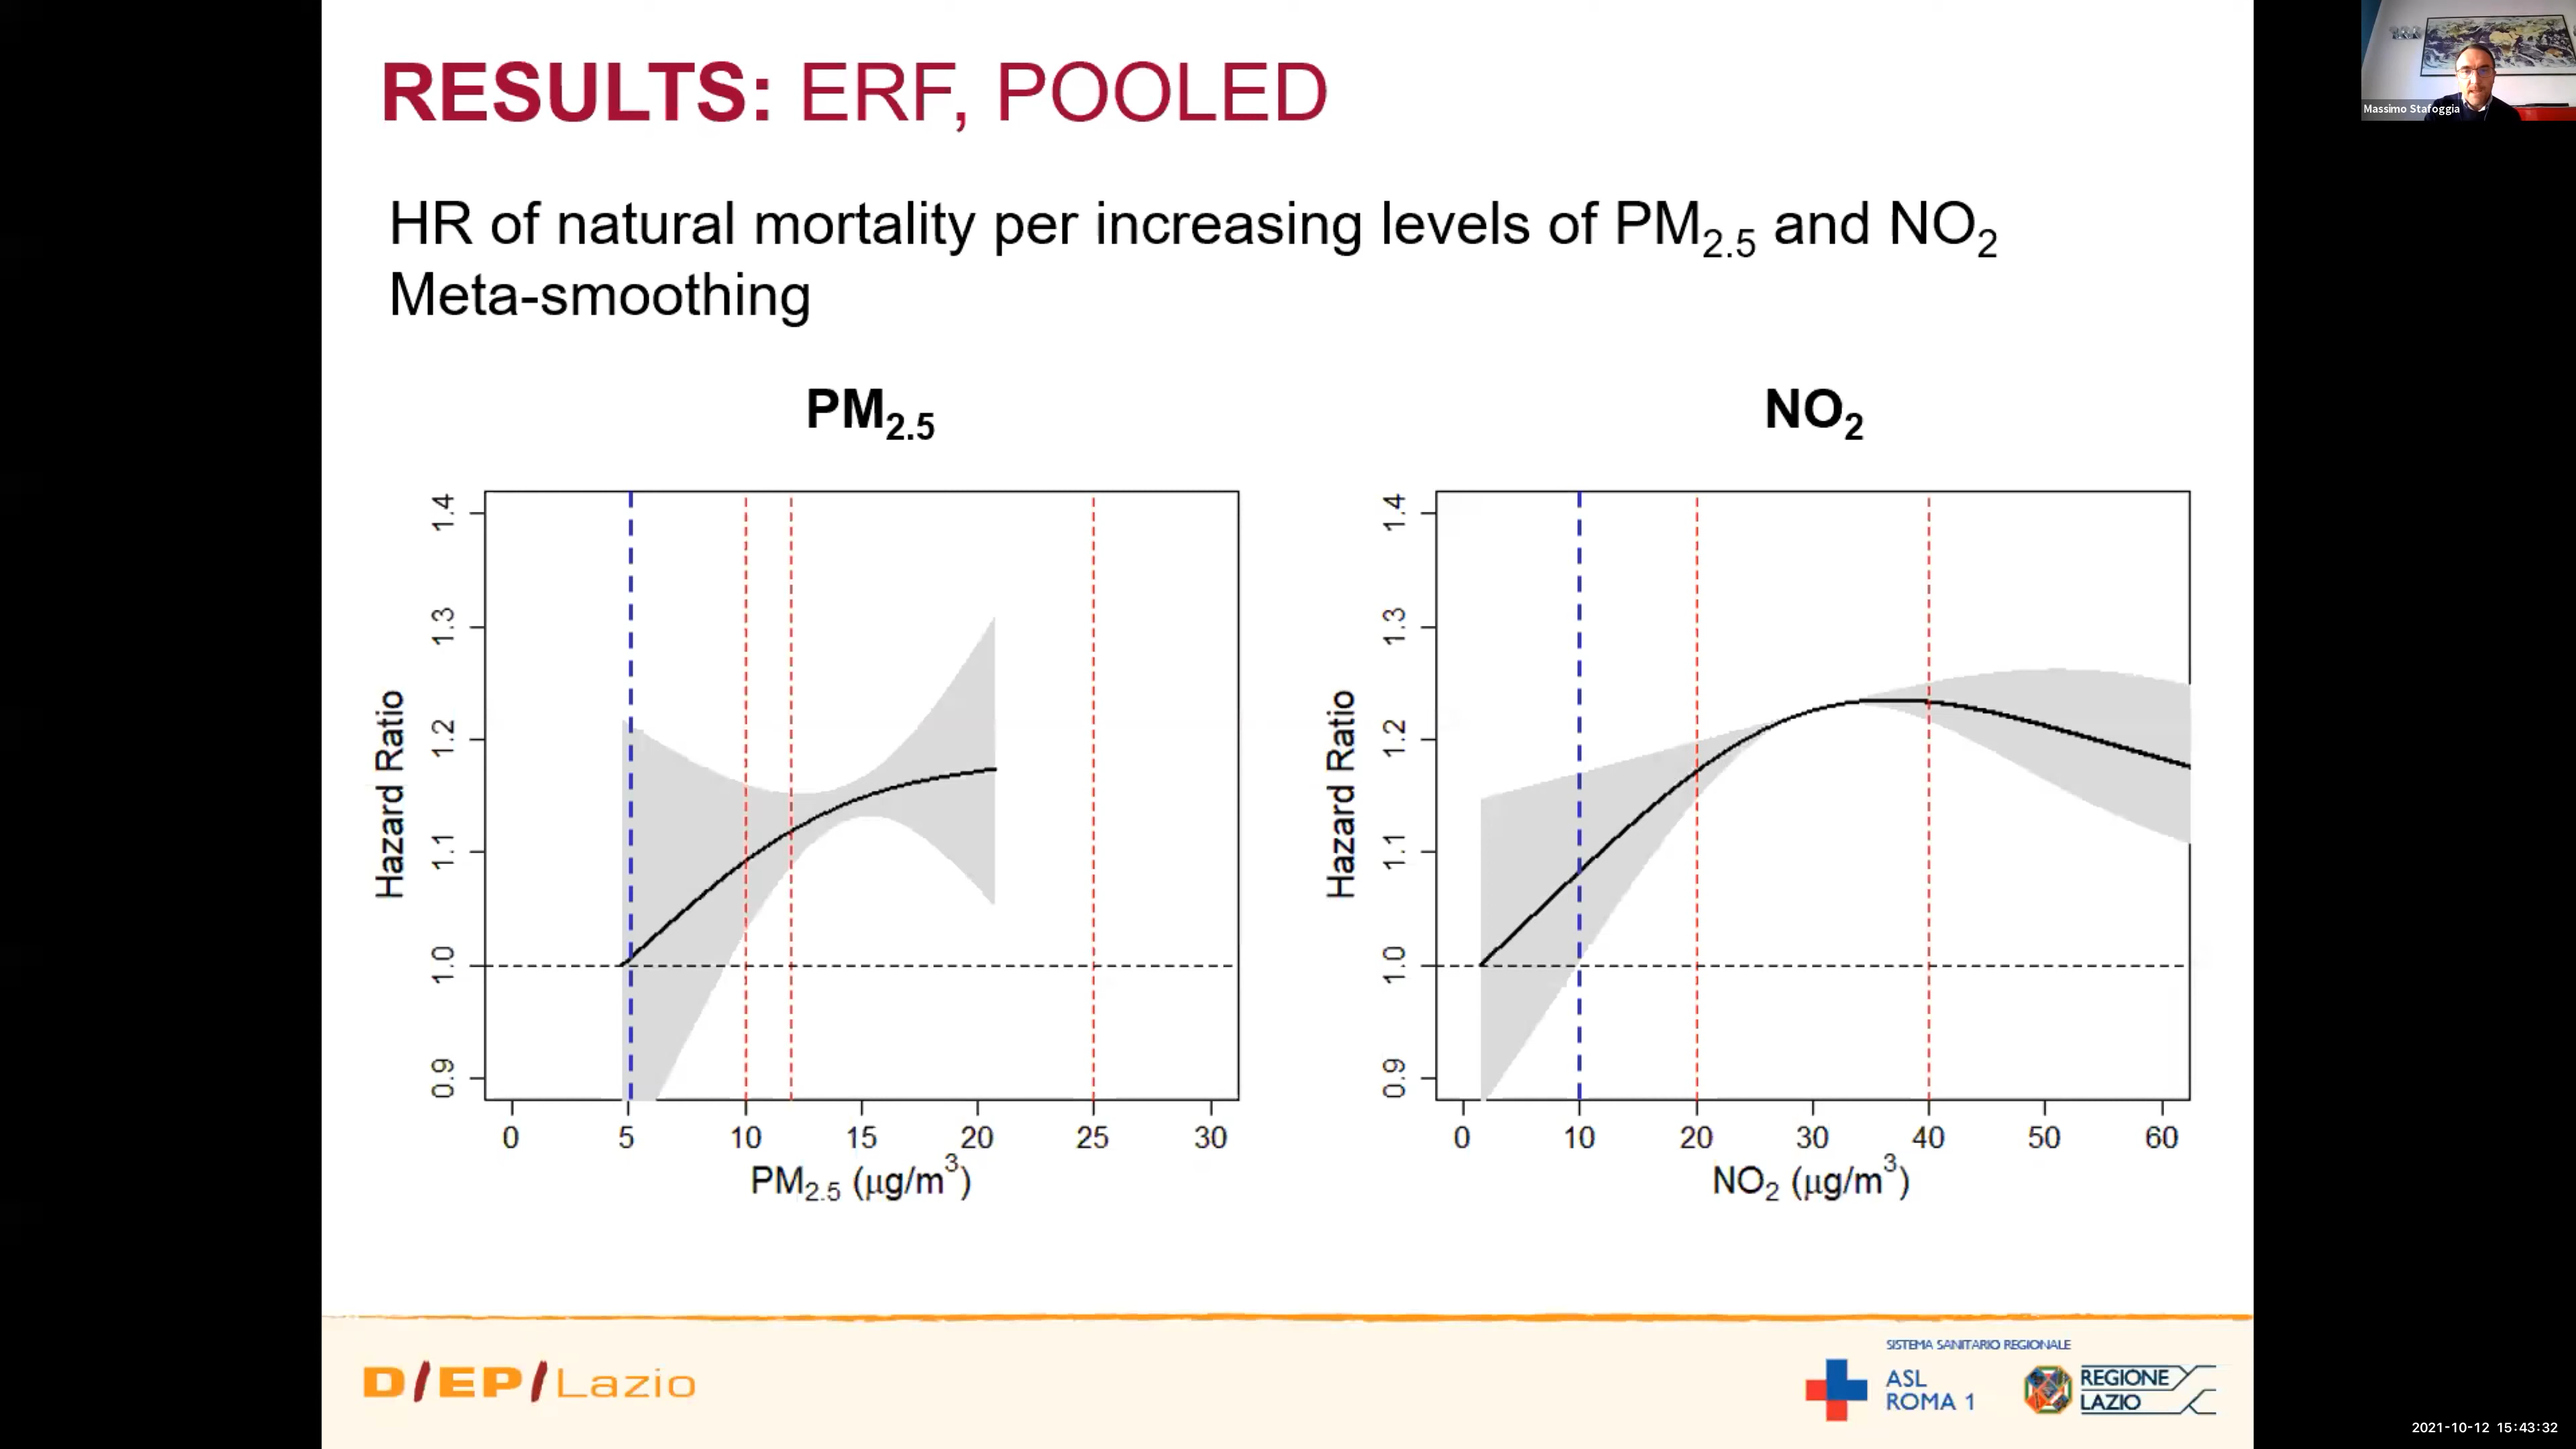 RESULTS: ERF, POOLED
Massimo Stafoggia
HR of natural mortality per increasing levels of PM2.5 and NO2
Meta-smoothing
PM2.5
NO2
Hazard Ratio
1.4
1.3
1.2
1.1
1.0
0.9
0 5 10 15 20 25 30
PM2.5 (μg/m3)
Hazard Ratio
1.4
1.3
1.2
1.1
1.0
0.9
0 10 20 30 40 50 60
NO2 (μg/m3)
D/EP/Lazio
SISTEMA SANITARIO REGIONALE
ASL
ROMA 1
REGIONE
LAZIO
2021-10-12 15:43:32